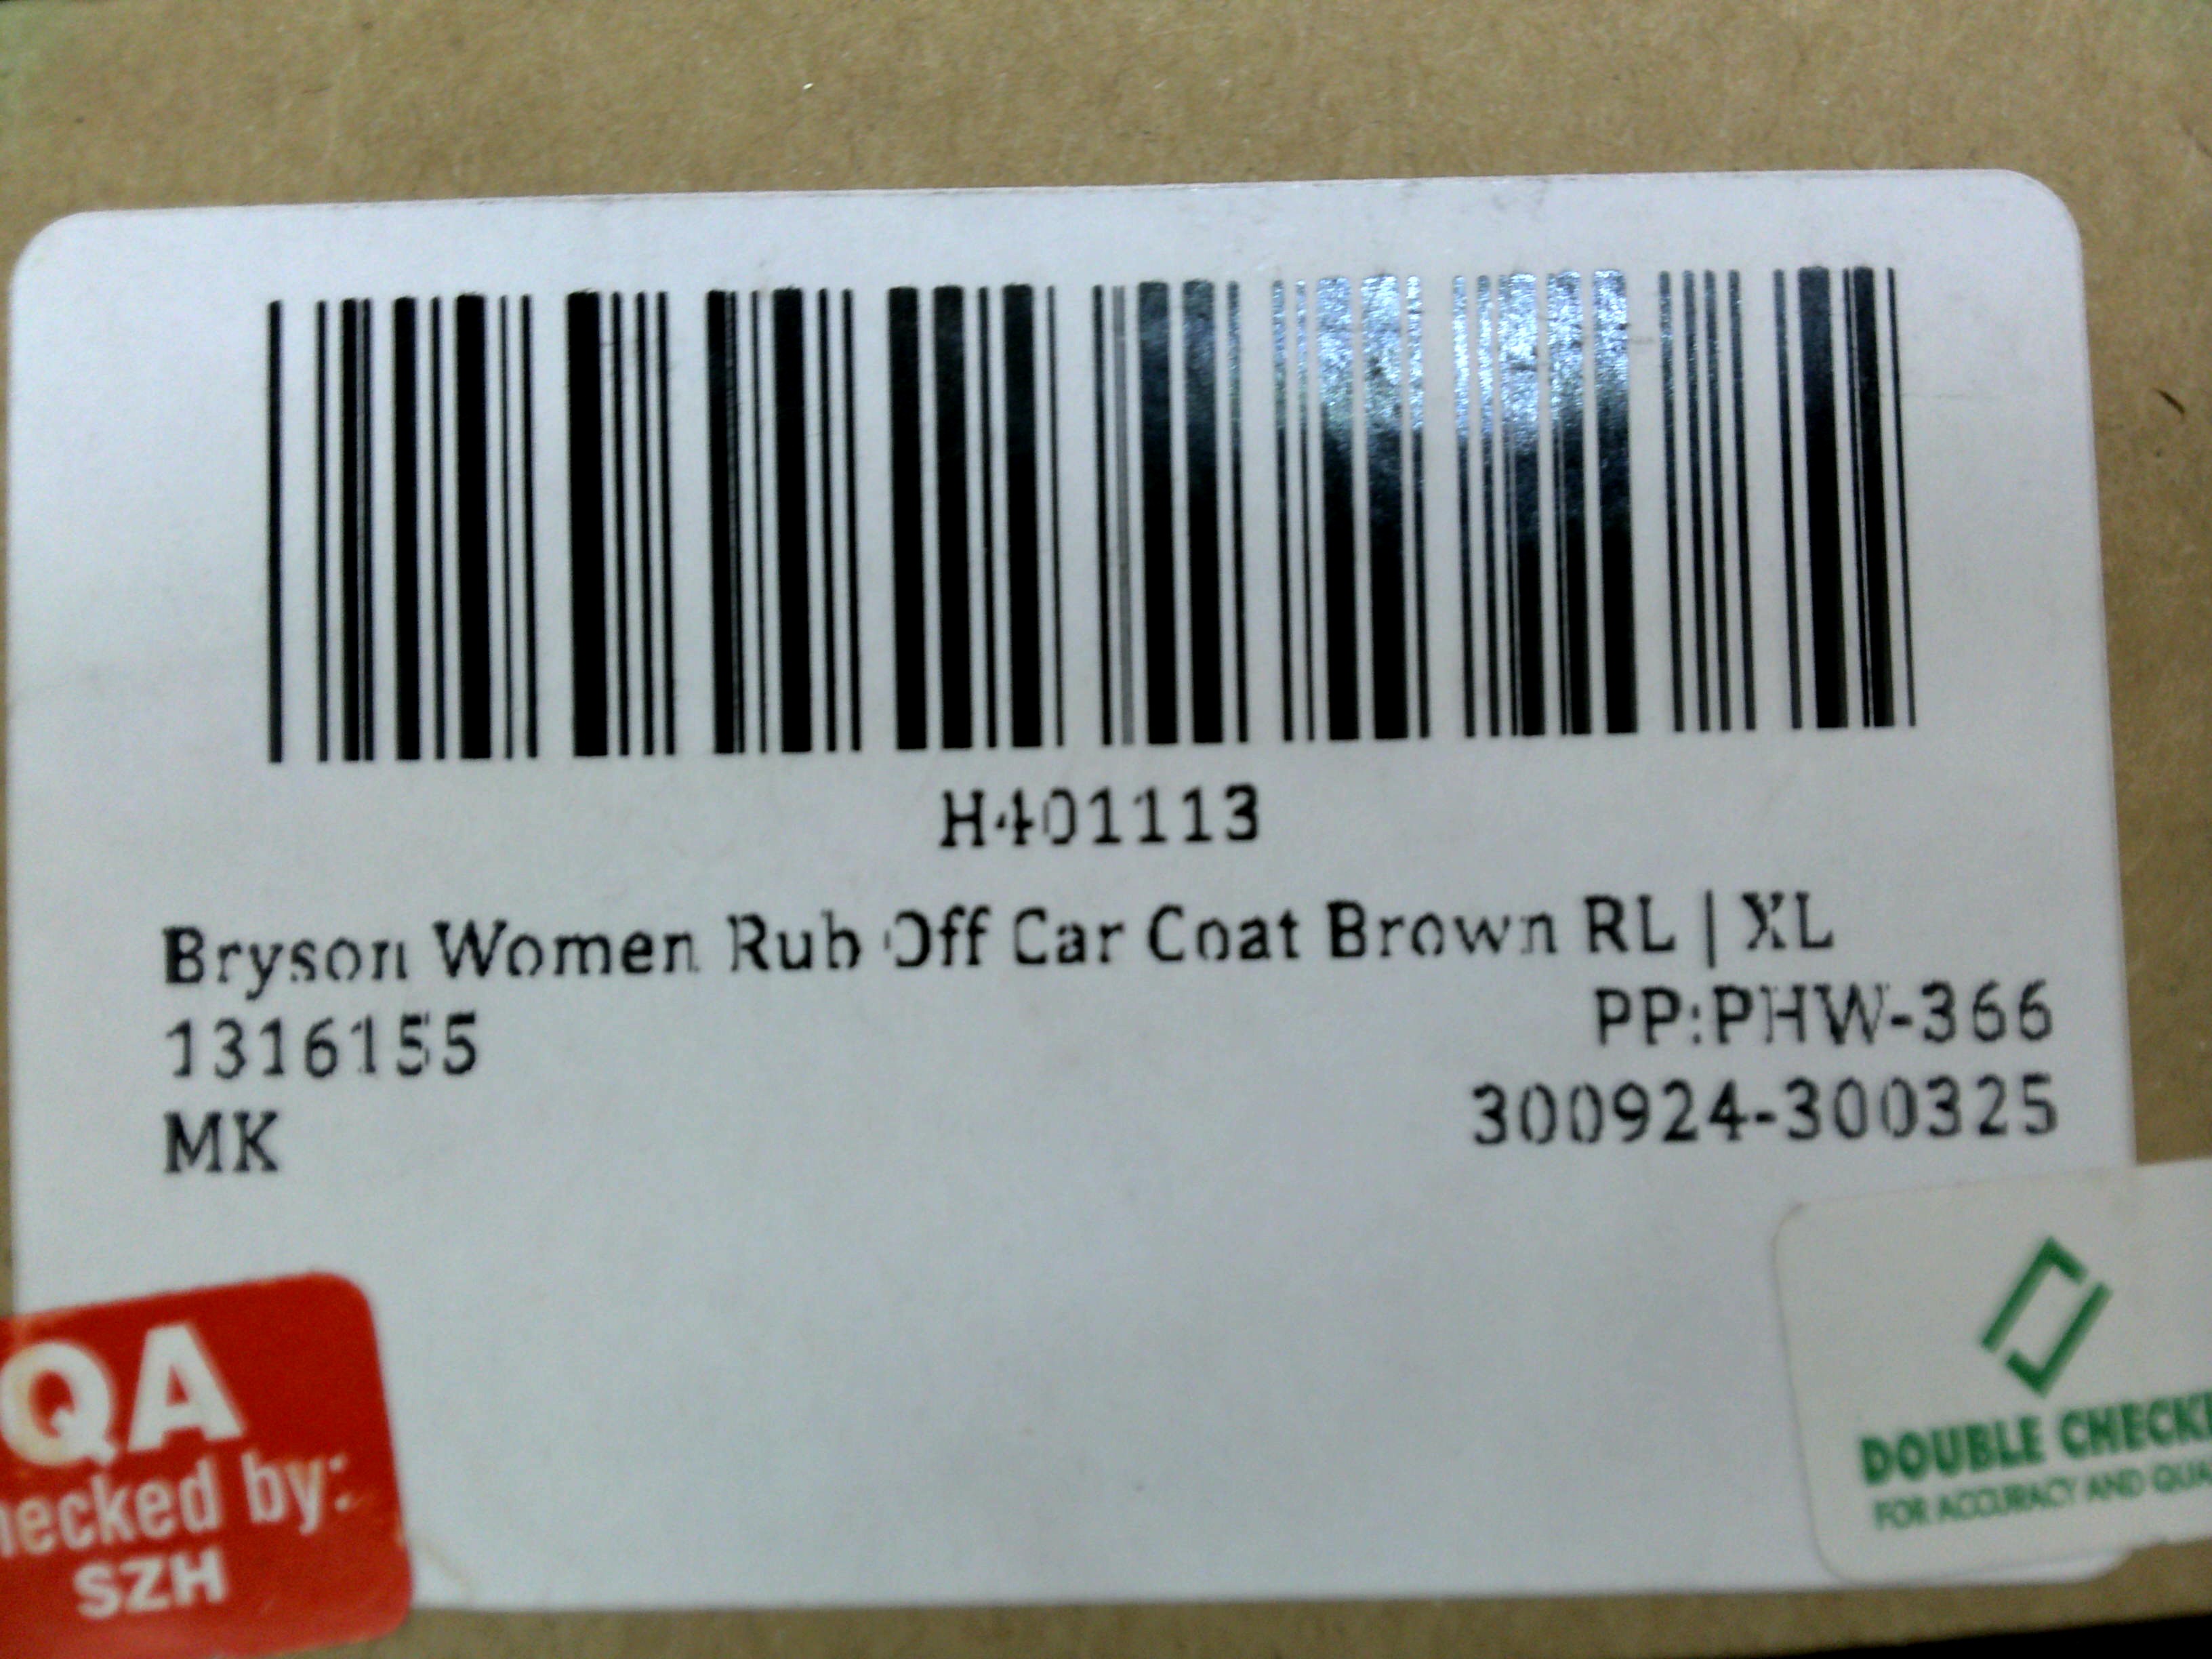 H401113
Bryson Women Rub Off Car Coat Brown RL | XL
1316155
PP:PHW-366
MK
300924-300325
QA
hecked by:
SZH
DOUBLE CHECK
FOR ACCURACY AND QUA